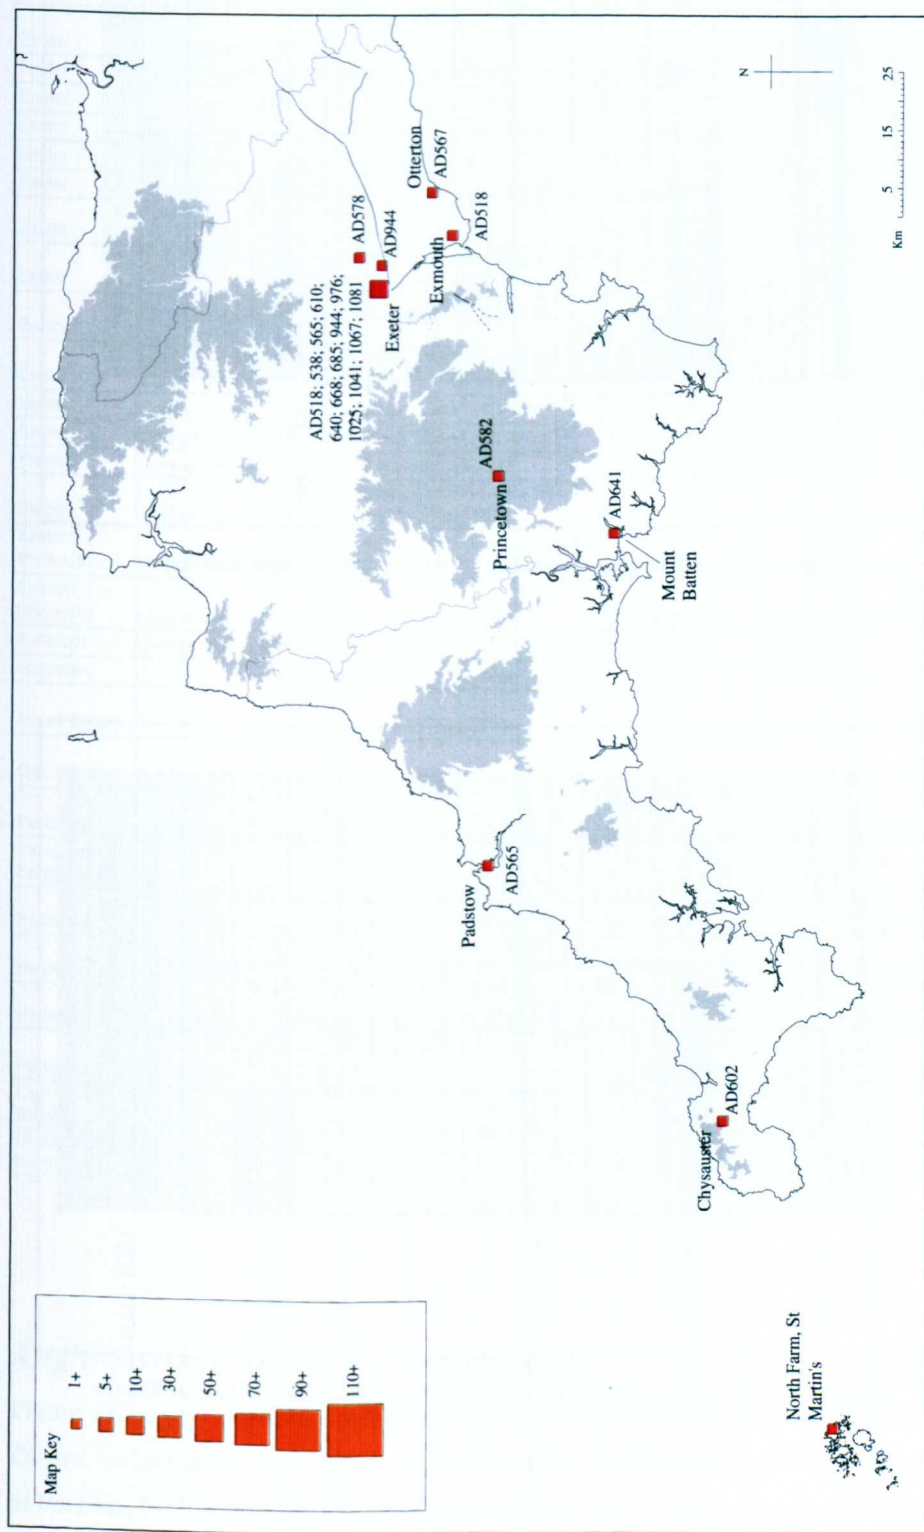 Map Key
1+
5+
10+
30+
50+
70+
90+
110+
North Farm, St
Martin's
Chysauster
AD602
Padstow
AD565
Princetown
AD582
Mount
Batten
AD641
AD518; 538; 565; 610;
640; 668; 685; 944; 976;
1025; 1041; 1067; 1081
Exeter
AD578
AD944
Exmouth
AD518
Otterton
AD567
N
Km
5
15
25